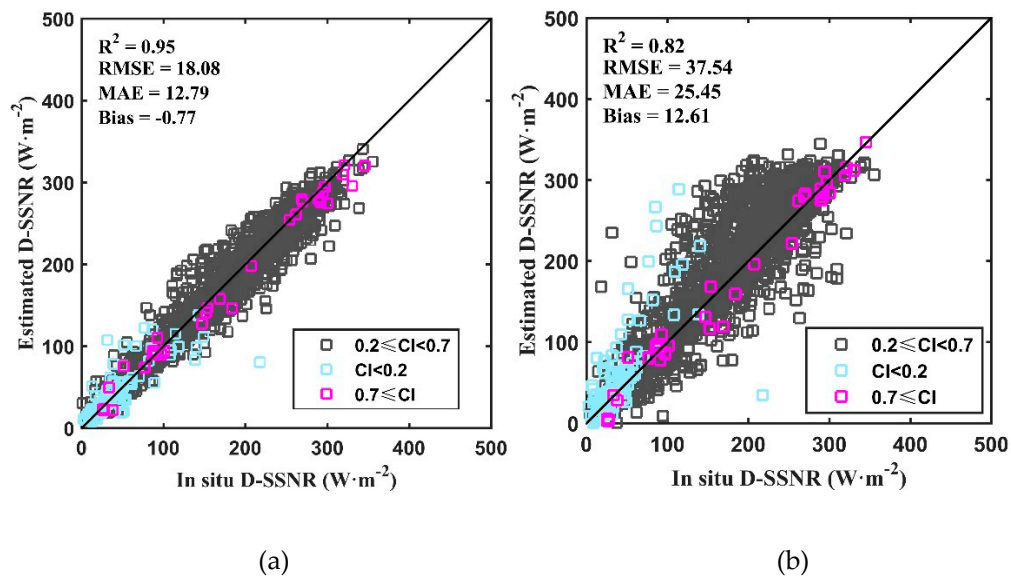 500
400
300
200
100
0
Estimated D-SSNR (W·m⁻²)
R² = 0.95
RMSE = 18.08
MAE = 12.79
Bias = -0.77
0.2≤CI<0.7
CI<0.2
0.7≤CI
0 100 200 300 400 500
In situ D-SSNR (W·m⁻²)
(a)
500
400
300
200
100
0
Estimated D-SSNR (W·m⁻²)
R² = 0.82
RMSE = 37.54
MAE = 25.45
Bias = 12.61
0.2≤CI<0.7
CI<0.2
0.7≤CI
0 100 200 300 400 500
In situ D-SSNR (W·m⁻²)
(b)